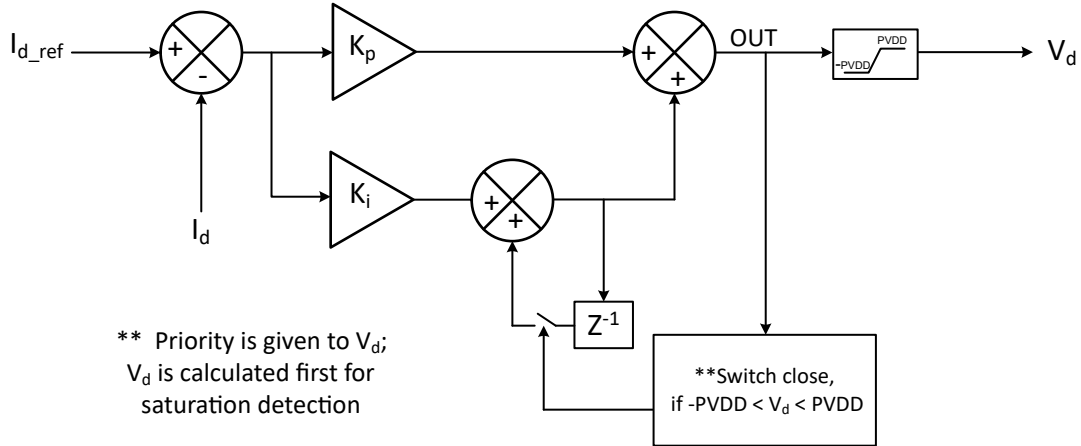 I_d_ref
+
-
K_p
+
+
OUT
PVDD
-PVDD
V_d
I_d
K_i
+
+
Z^-1
** Priority is given to V_d;
V_d is calculated first for
saturation detection
**Switch close,
if -PVDD < V_d < PVDD